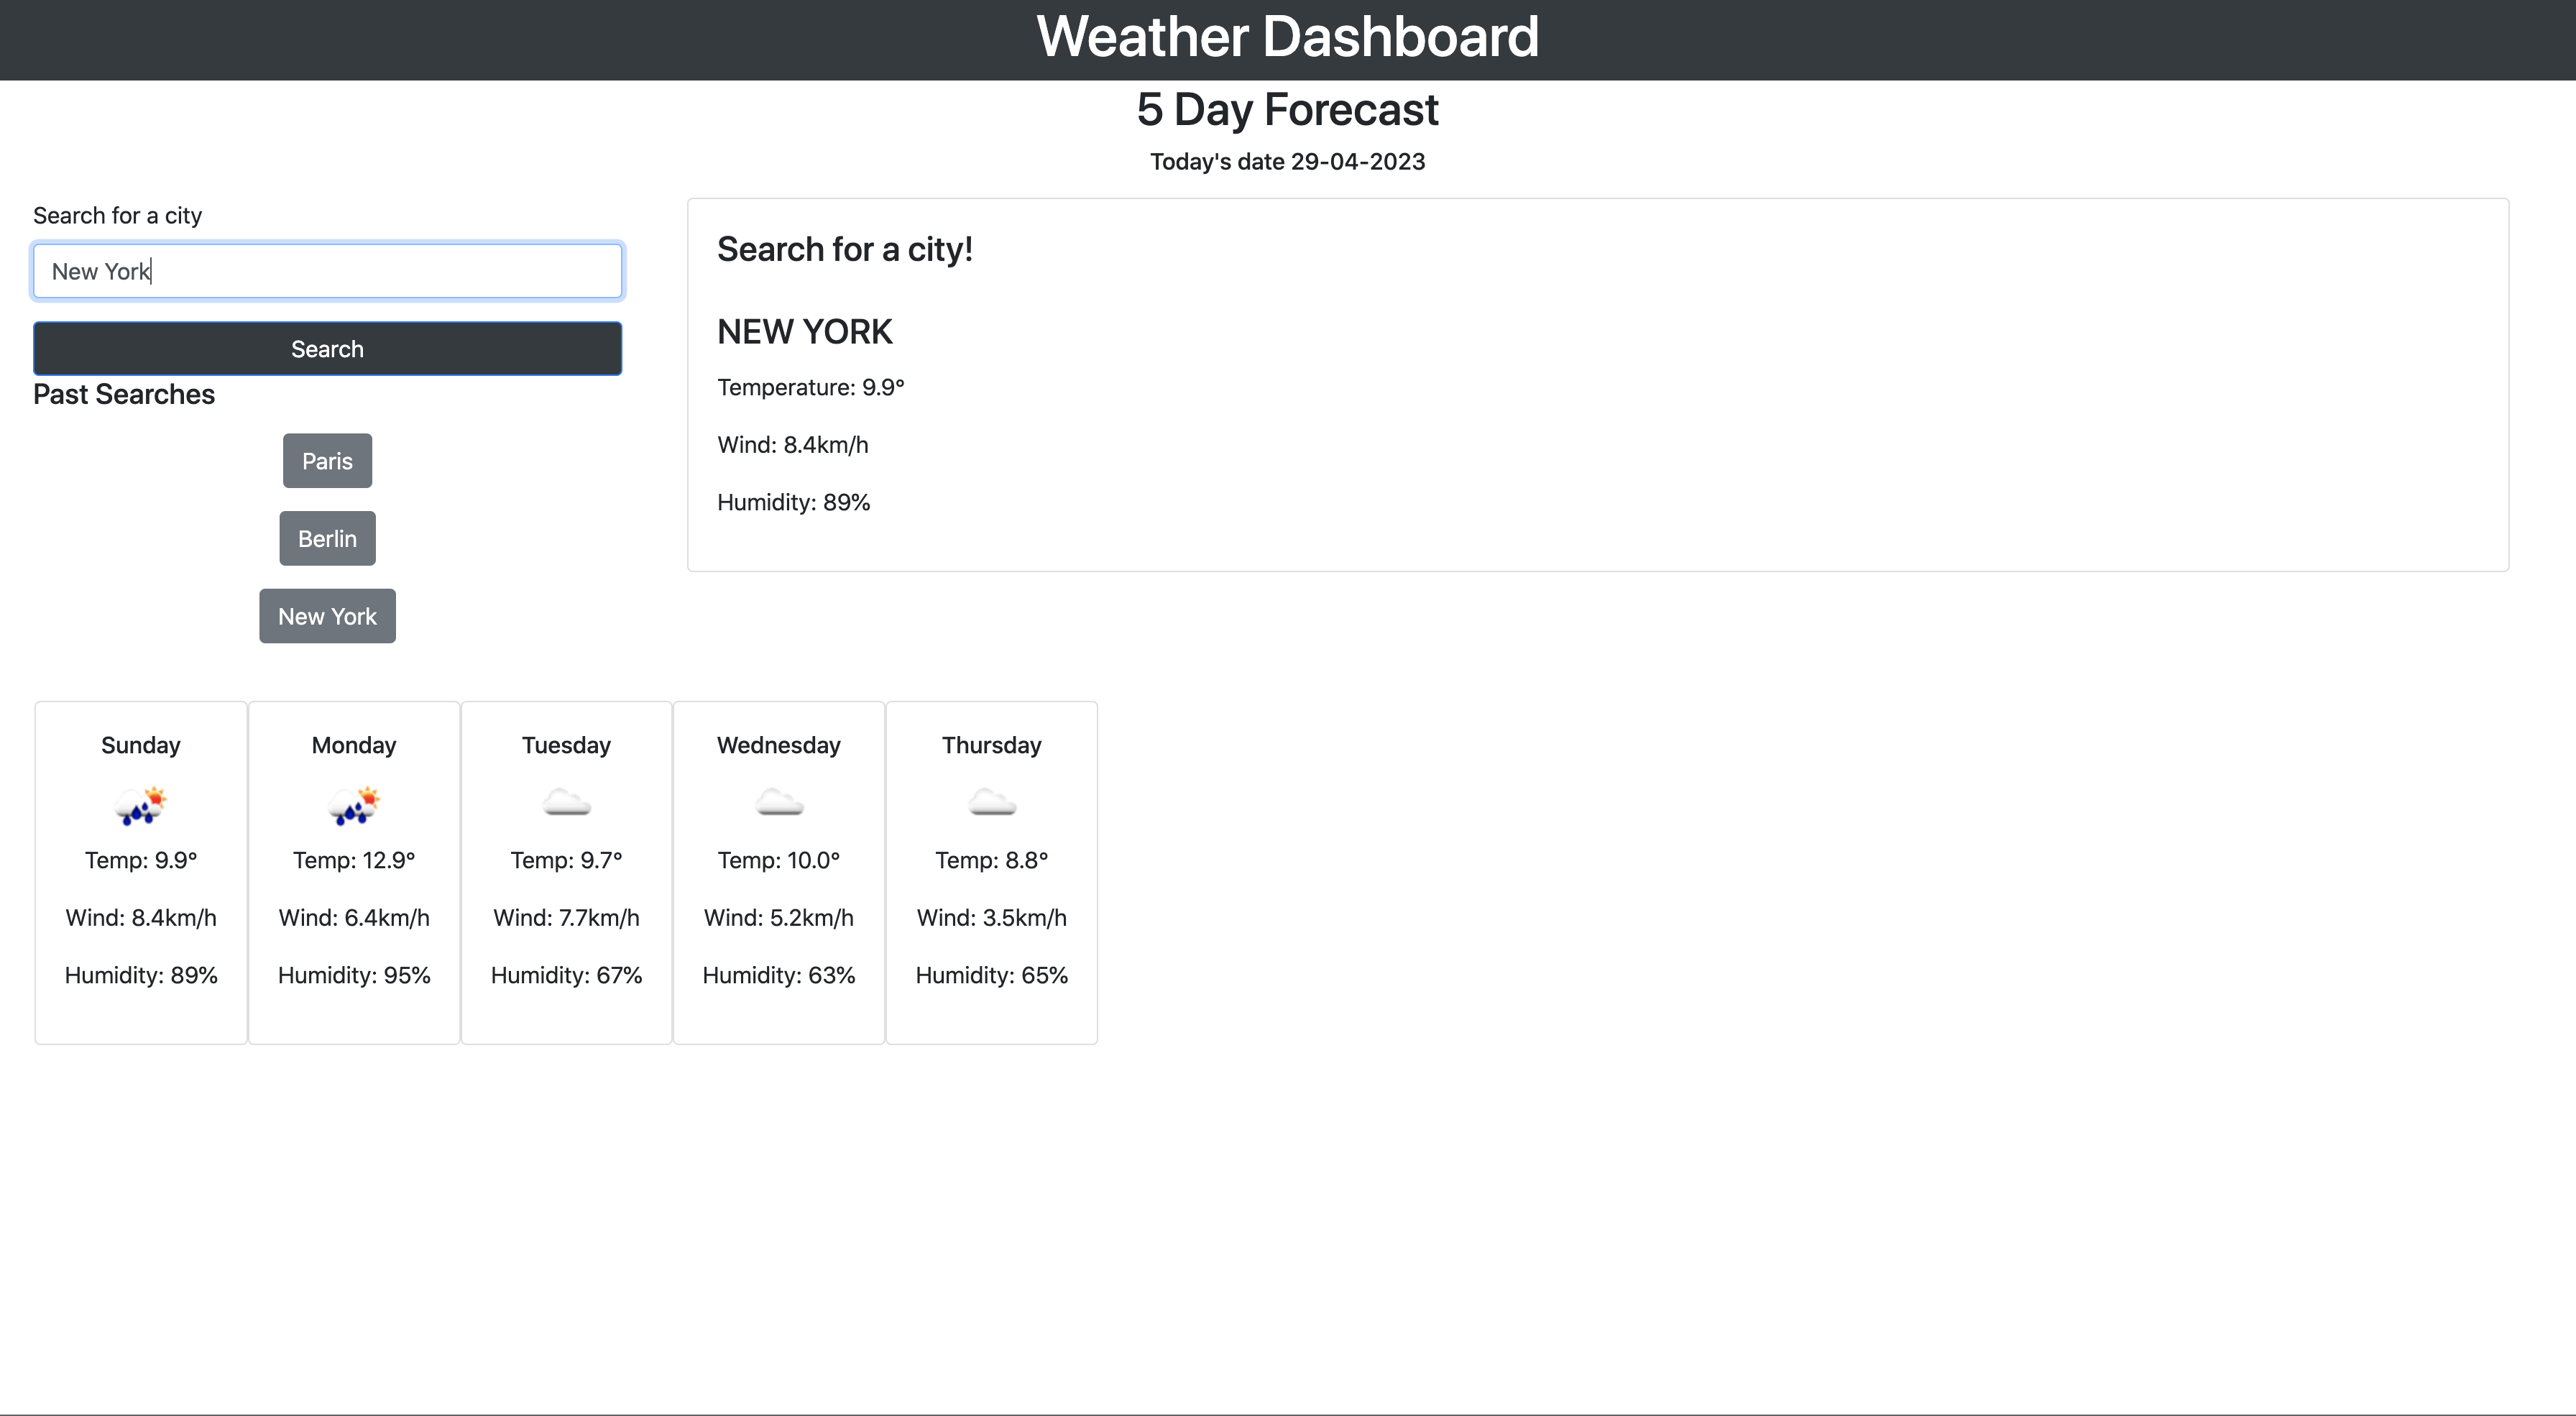 Weather Dashboard
5 Day Forecast
Today's date 29-04-2023
Search for a city
New York
Search
Past Searches
Paris
Berlin
New York
Search for a city!
NEW YORK
Temperature: 9.9°
Wind: 8.4km/h
Humidity: 89%
Sunday
Temp: 9.9°
Wind: 8.4km/h
Humidity: 89%
Monday
Temp: 12.9°
Wind: 6.4km/h
Humidity: 95%
Tuesday
Temp: 9.7°
Wind: 7.7km/h
Humidity: 67%
Wednesday
Temp: 10.0°
Wind: 5.2km/h
Humidity: 63%
Thursday
Temp: 8.8°
Wind: 3.5km/h
Humidity: 65%